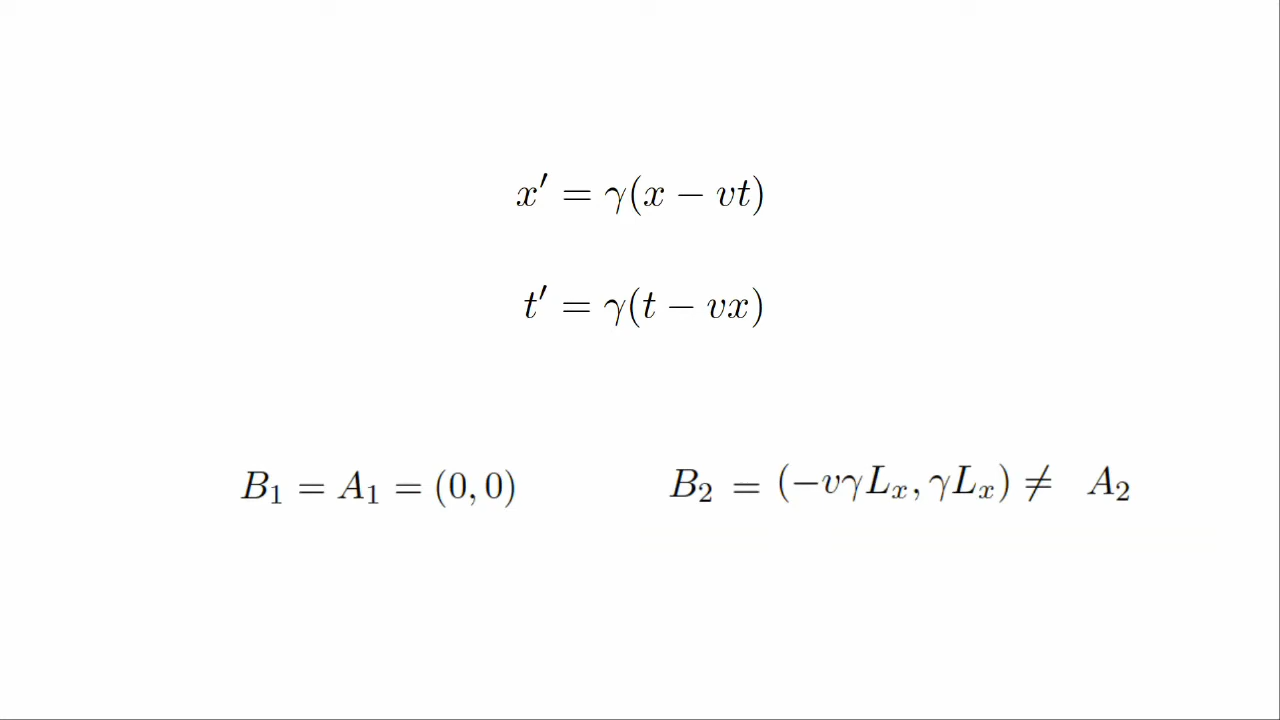 x′ = γ(x − vt)
t′ = γ(t − vx)
B₁ = A₁ = (0, 0) B₂ = (−vγLₓ, γLₓ) ≠ A₂